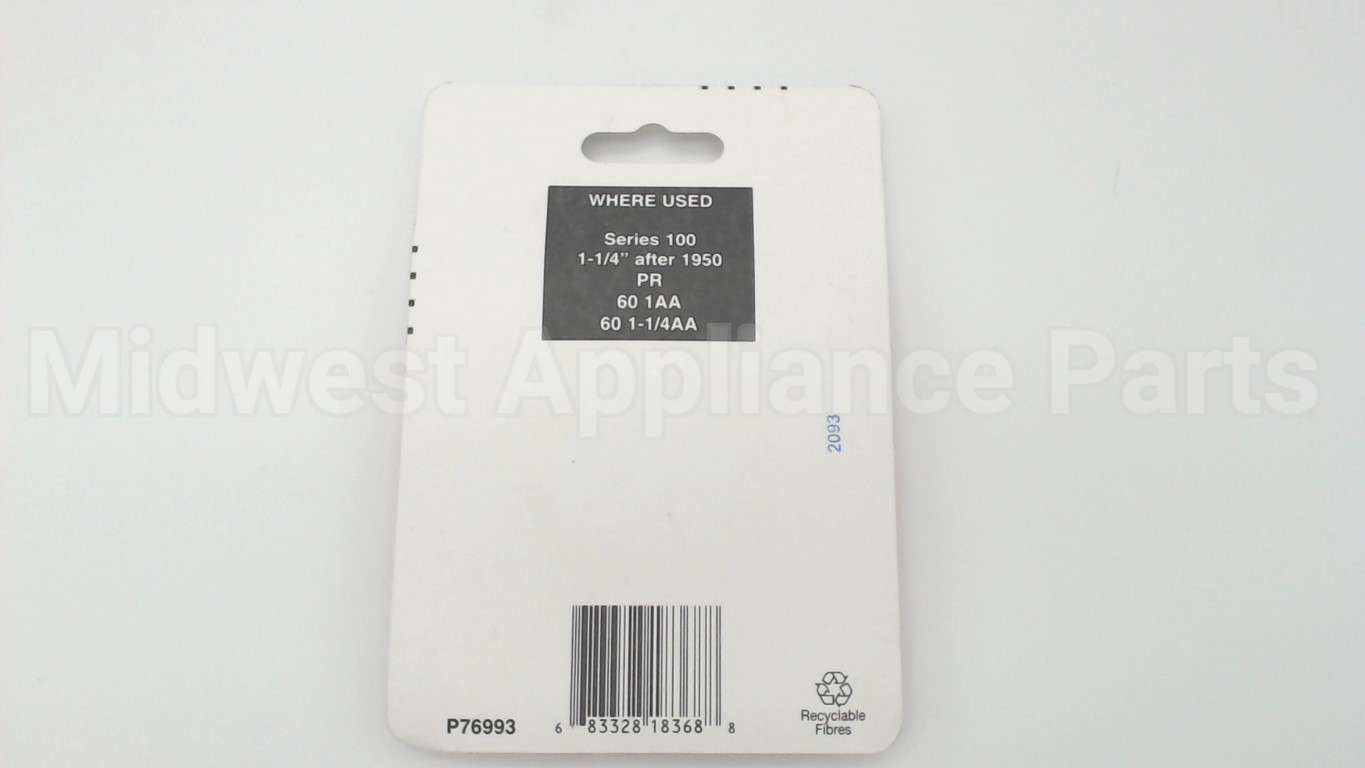 WHERE USED
Series 100
1-1/4" after 1950
PR
60 1AA
60 1-1/4AA
Midwest Appliance Parts
2093
P76993
6 83328 18368 8
Recyclable
Fibres